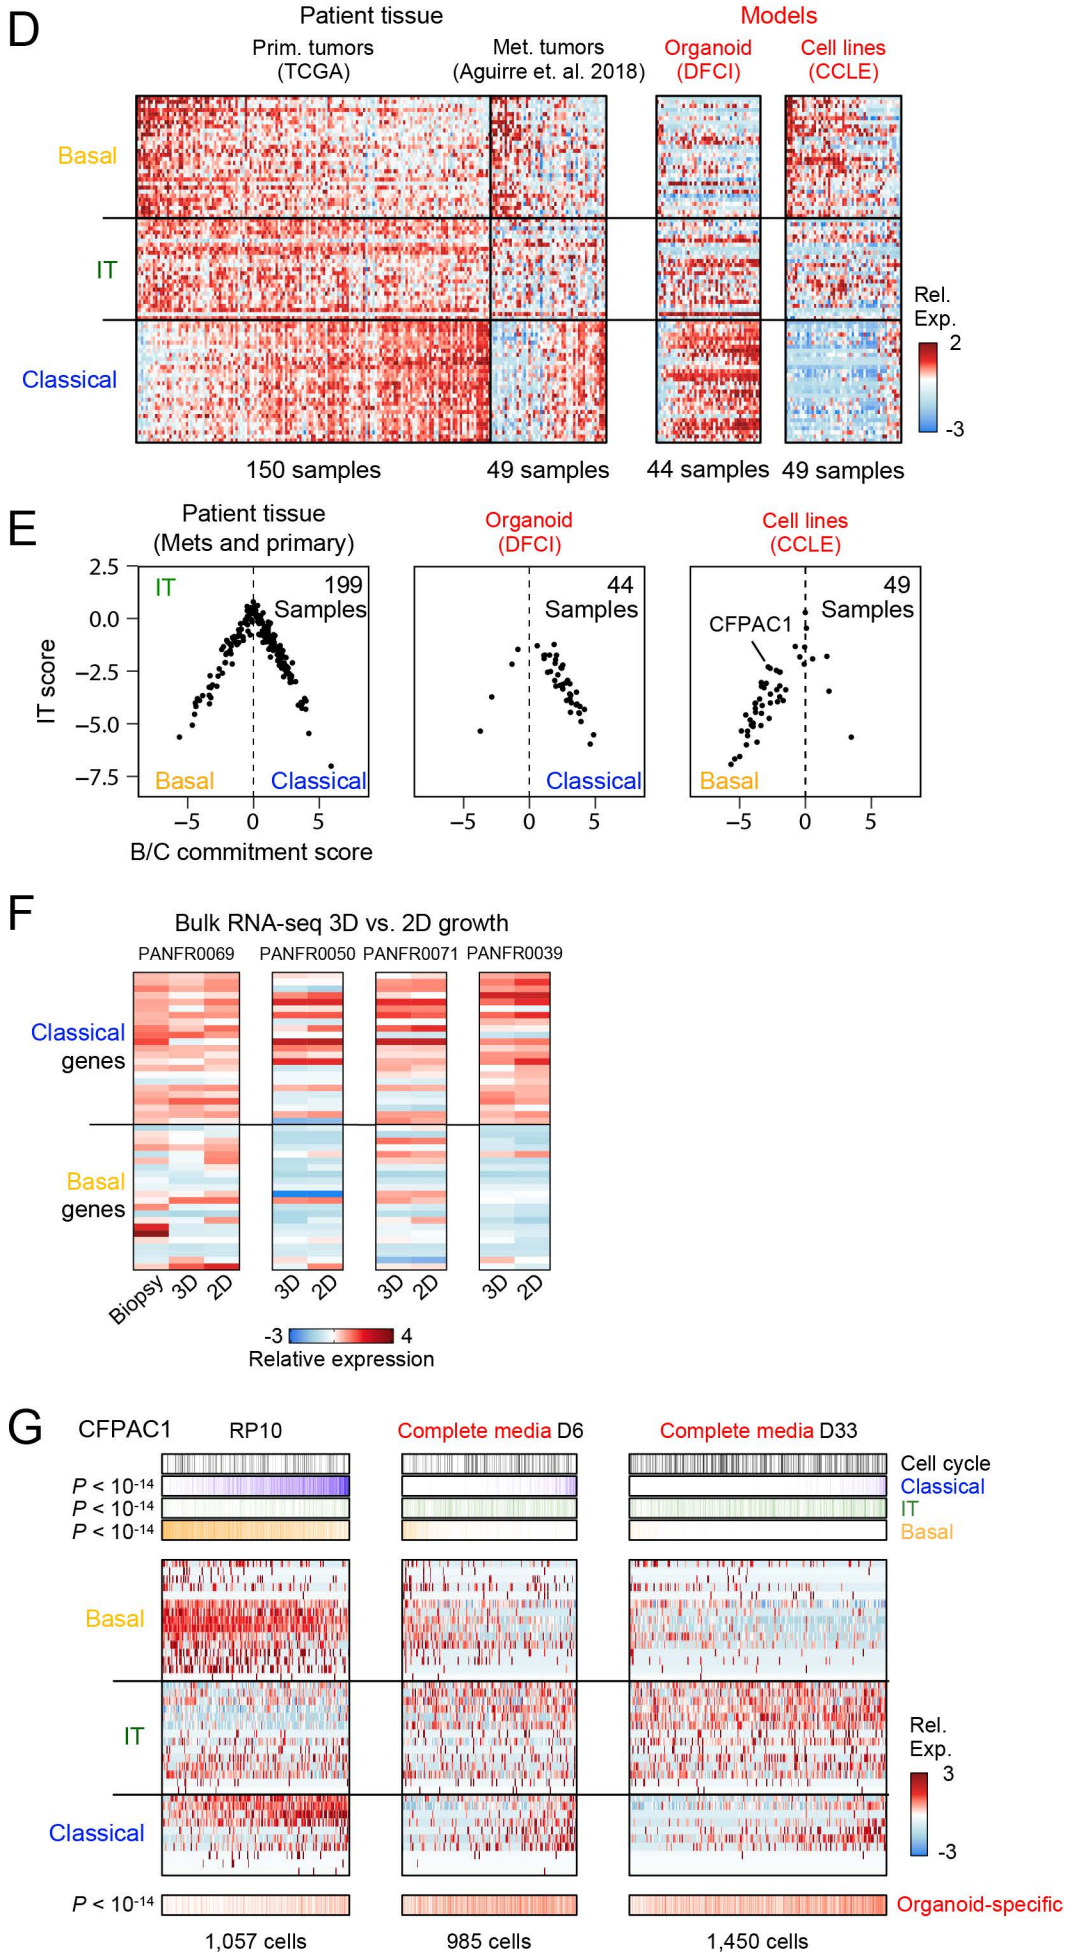 D
Patient tissue
Models
Prim. tumors
(TCGA)
Met. tumors
(Aguirre et. al. 2018)
Organoid
(DFCI)
Cell lines
(CCLE)
Basal
IT
Classical
Rel.
Exp.
2
-3
150 samples
49 samples
44 samples
49 samples
E
Patient tissue
(Mets and primary)
Organoid
(DFCI)
Cell lines
(CCLE)
IT score
2.5
0.0
−2.5
−5.0
−7.5
IT
199
Samples
Basal
Classical
44
Samples
Classical
49
Samples
CFPAC1
Basal
−5 0 5
−5 0 5
−5 0 5
B/C commitment score
F
Bulk RNA-seq 3D vs. 2D growth
PANFR0069 PANFR0050 PANFR0071 PANFR0039
Classical
genes
Basal
genes
Biopsy 3D 2D
3D 2D
3D 2D
3D 2D
-3 4
Relative expression
G
CFPAC1
RP10
Complete media D6
Complete media D33
Cell cycle
P < 10-14
Classical
P < 10-14
IT
P < 10-14
Basal
Basal
IT
Classical
Rel.
Exp.
3
-3
P < 10-14
Organoid-specific
1,057 cells
985 cells
1,450 cells